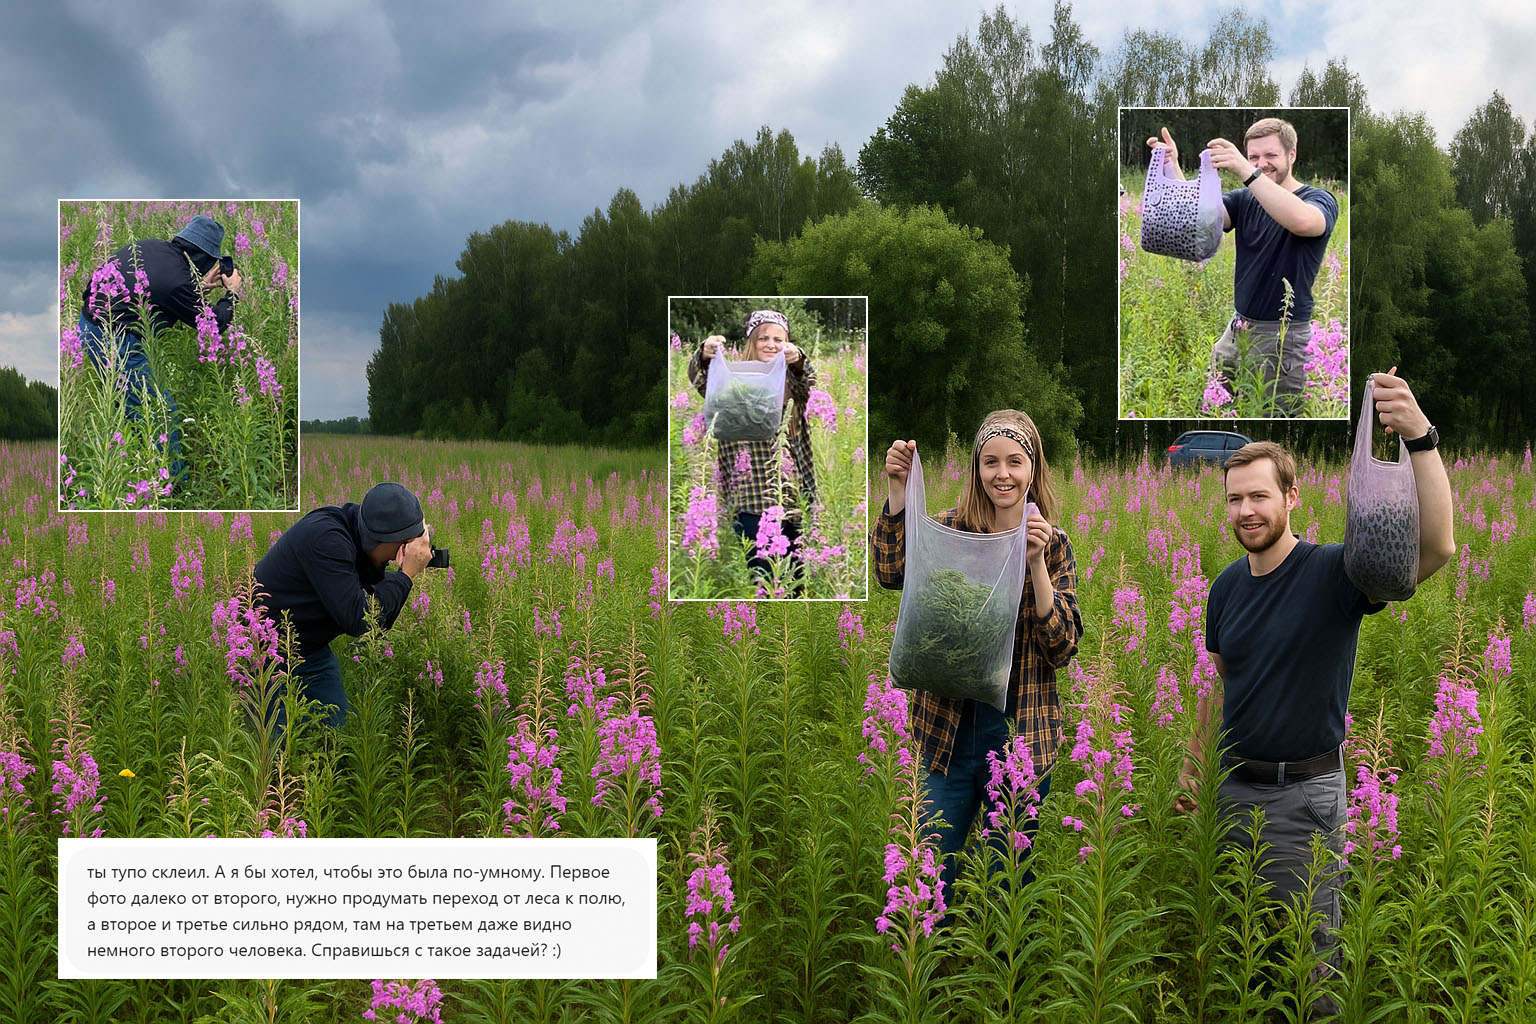 ты тупо склеил. А я бы хотел, чтобы это была по-умному. Первое
фото далеко от второго, нужно продумать переход от леса к полю,
а второе и третье сильно рядом, там на третьем даже видно
немного второго человека. Справишься с такое задачей? :)